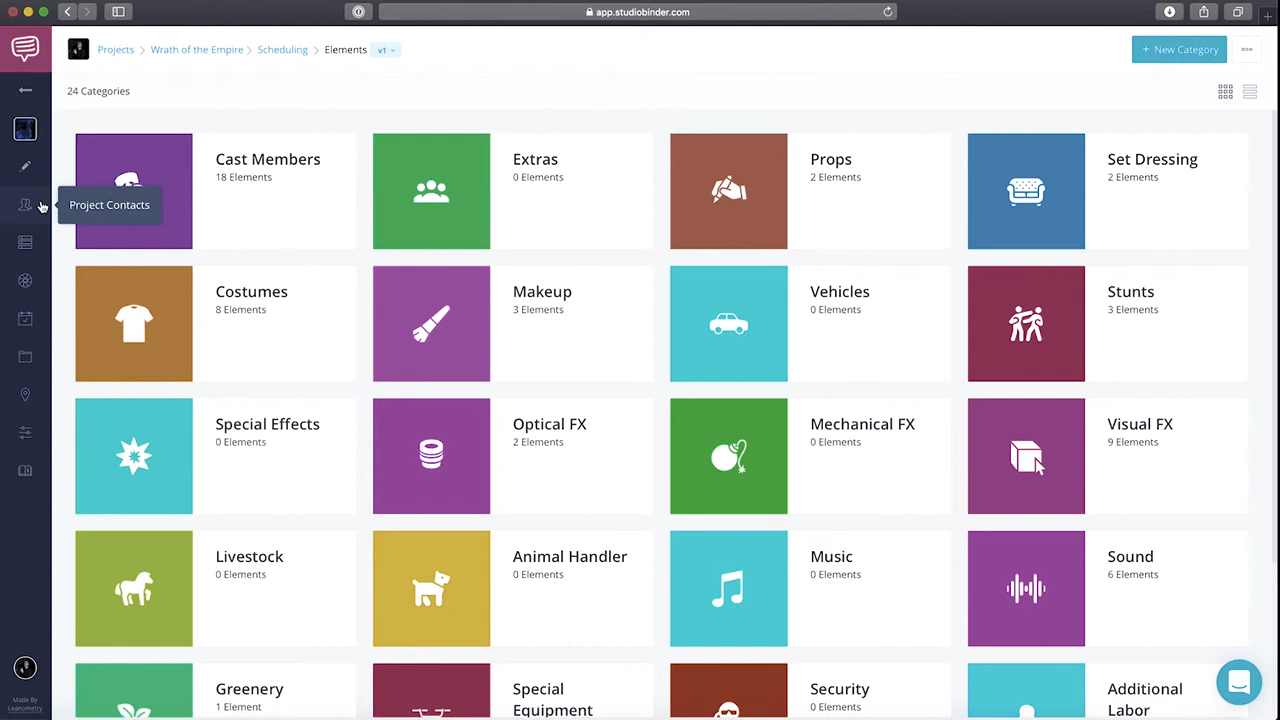 app.studiobinder.com
Projects > Wrath of the Empire > Scheduling > Elements v1
+ New Category
24 Categories
Project Contacts
Cast Members
18 Elements
Extras
0 Elements
Props
2 Elements
Set Dressing
2 Elements
Costumes
8 Elements
Makeup
3 Elements
Vehicles
0 Elements
Stunts
3 Elements
Special Effects
0 Elements
Optical FX
2 Elements
Mechanical FX
0 Elements
Visual FX
9 Elements
Livestock
0 Elements
Animal Handler
0 Elements
Music
0 Elements
Sound
6 Elements
Greenery
1 Element
Special
Equipment
Security
0 Elements
Additional
Labor
Made By
Leanometry